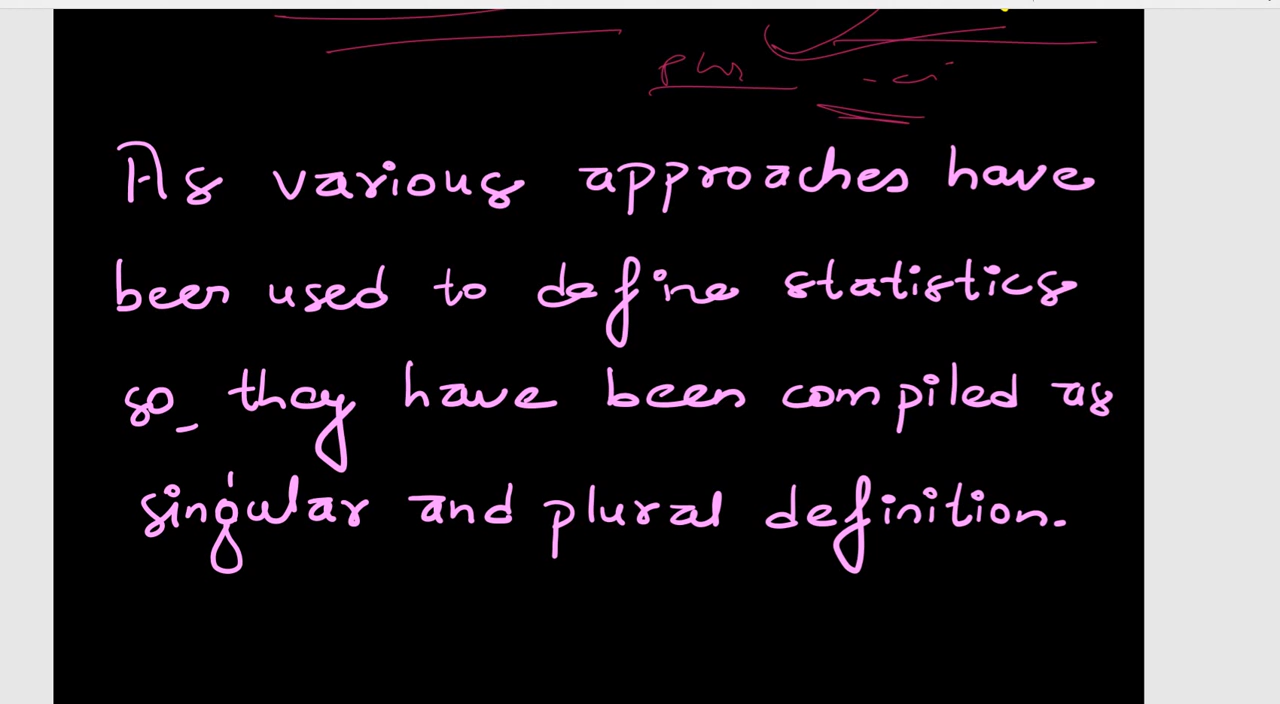 As various approaches have
been used to define statistics
so, they have been compiled as
singular and plural definition.